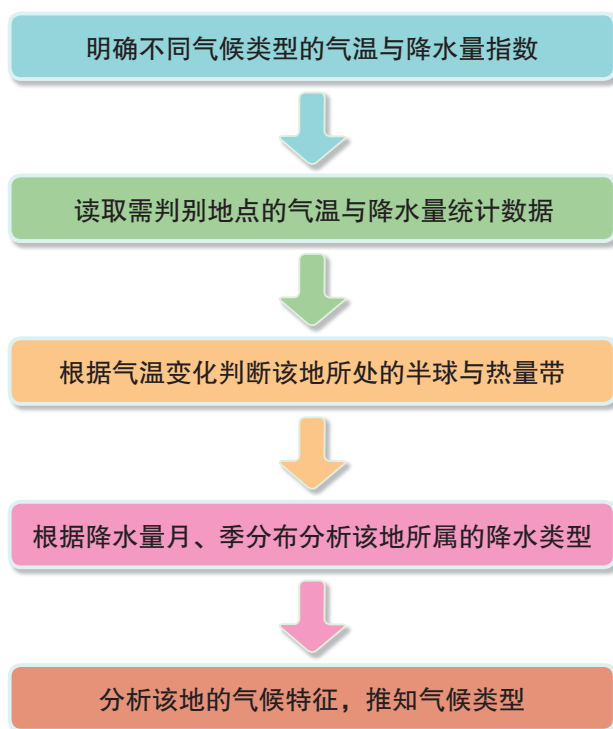 明确不同气候类型的气温与降水量指数
读取需判别地点的气温与降水量统计数据
根据气温变化判断该地所处的半球与热量带
根据降水量月、季分布分析该地所属的降水类型
分析该地的气候特征，推知气候类型